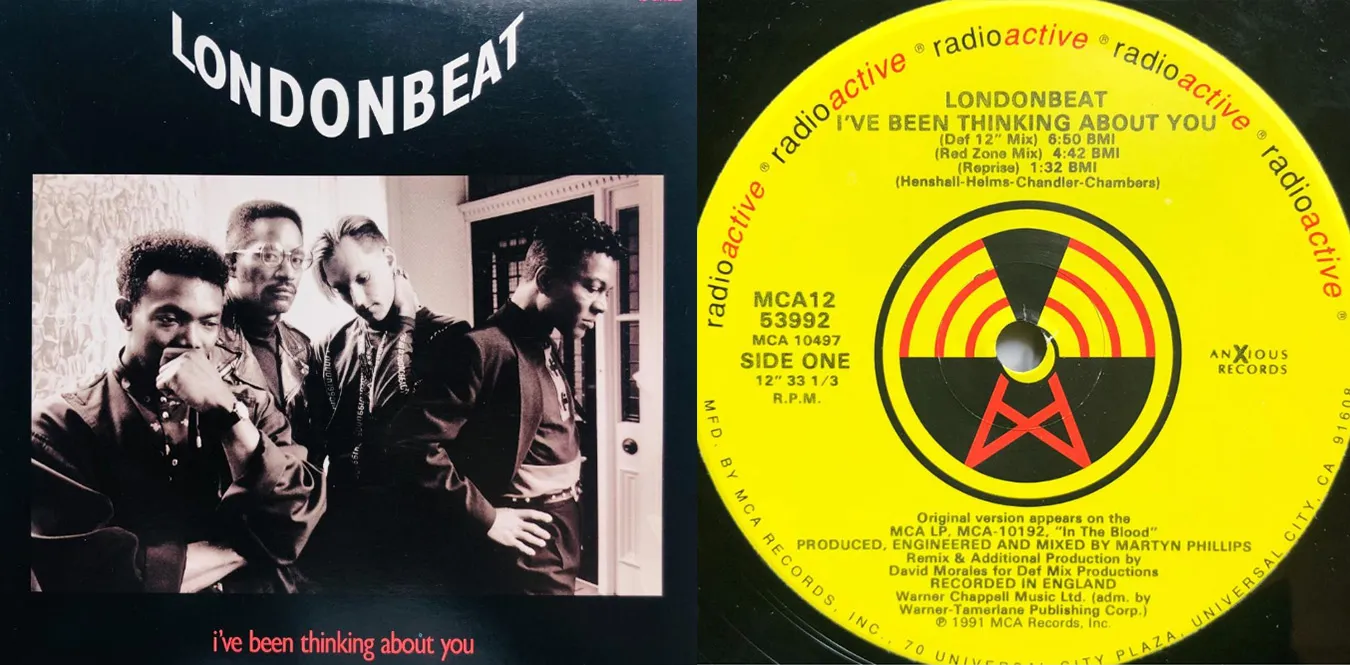 LONDONBEAT
i've been thinking about you
radioactive ® radioactive ® radioactive ® radioactive ® radioactive ®
LONDONBEAT
I'VE BEEN THINKING ABOUT YOU
(Def 12" Mix) 6:50 BMI
(Red Zone Mix) 4:42 BMI
(Reprise) 1:32 BMI
(Henshall-Helms-Chandler-Chambers)
MCA12
53992
MCA 10497
SIDE ONE
12" 33 1/3
R.P.M.
ANXIOUS
RECORDS
Original version appears on the
MCA LP, MCA-10192, "In The Blood"
PRODUCED, ENGINEERED AND MIXED BY MARTYN PHILLIPS
Remix & Additional Production by
David Morales for Def Mix Productions
RECORDED IN ENGLAND
Warner Chappell Music Ltd. (adm. by
Warner-Tamerlane Publishing Corp.)
℗ 1991 MCA Records, Inc.
MFD. BY MCA RECORDS, INC., 70 UNIVERSAL CITY PLAZA, UNIVERSAL CITY, CA 91608